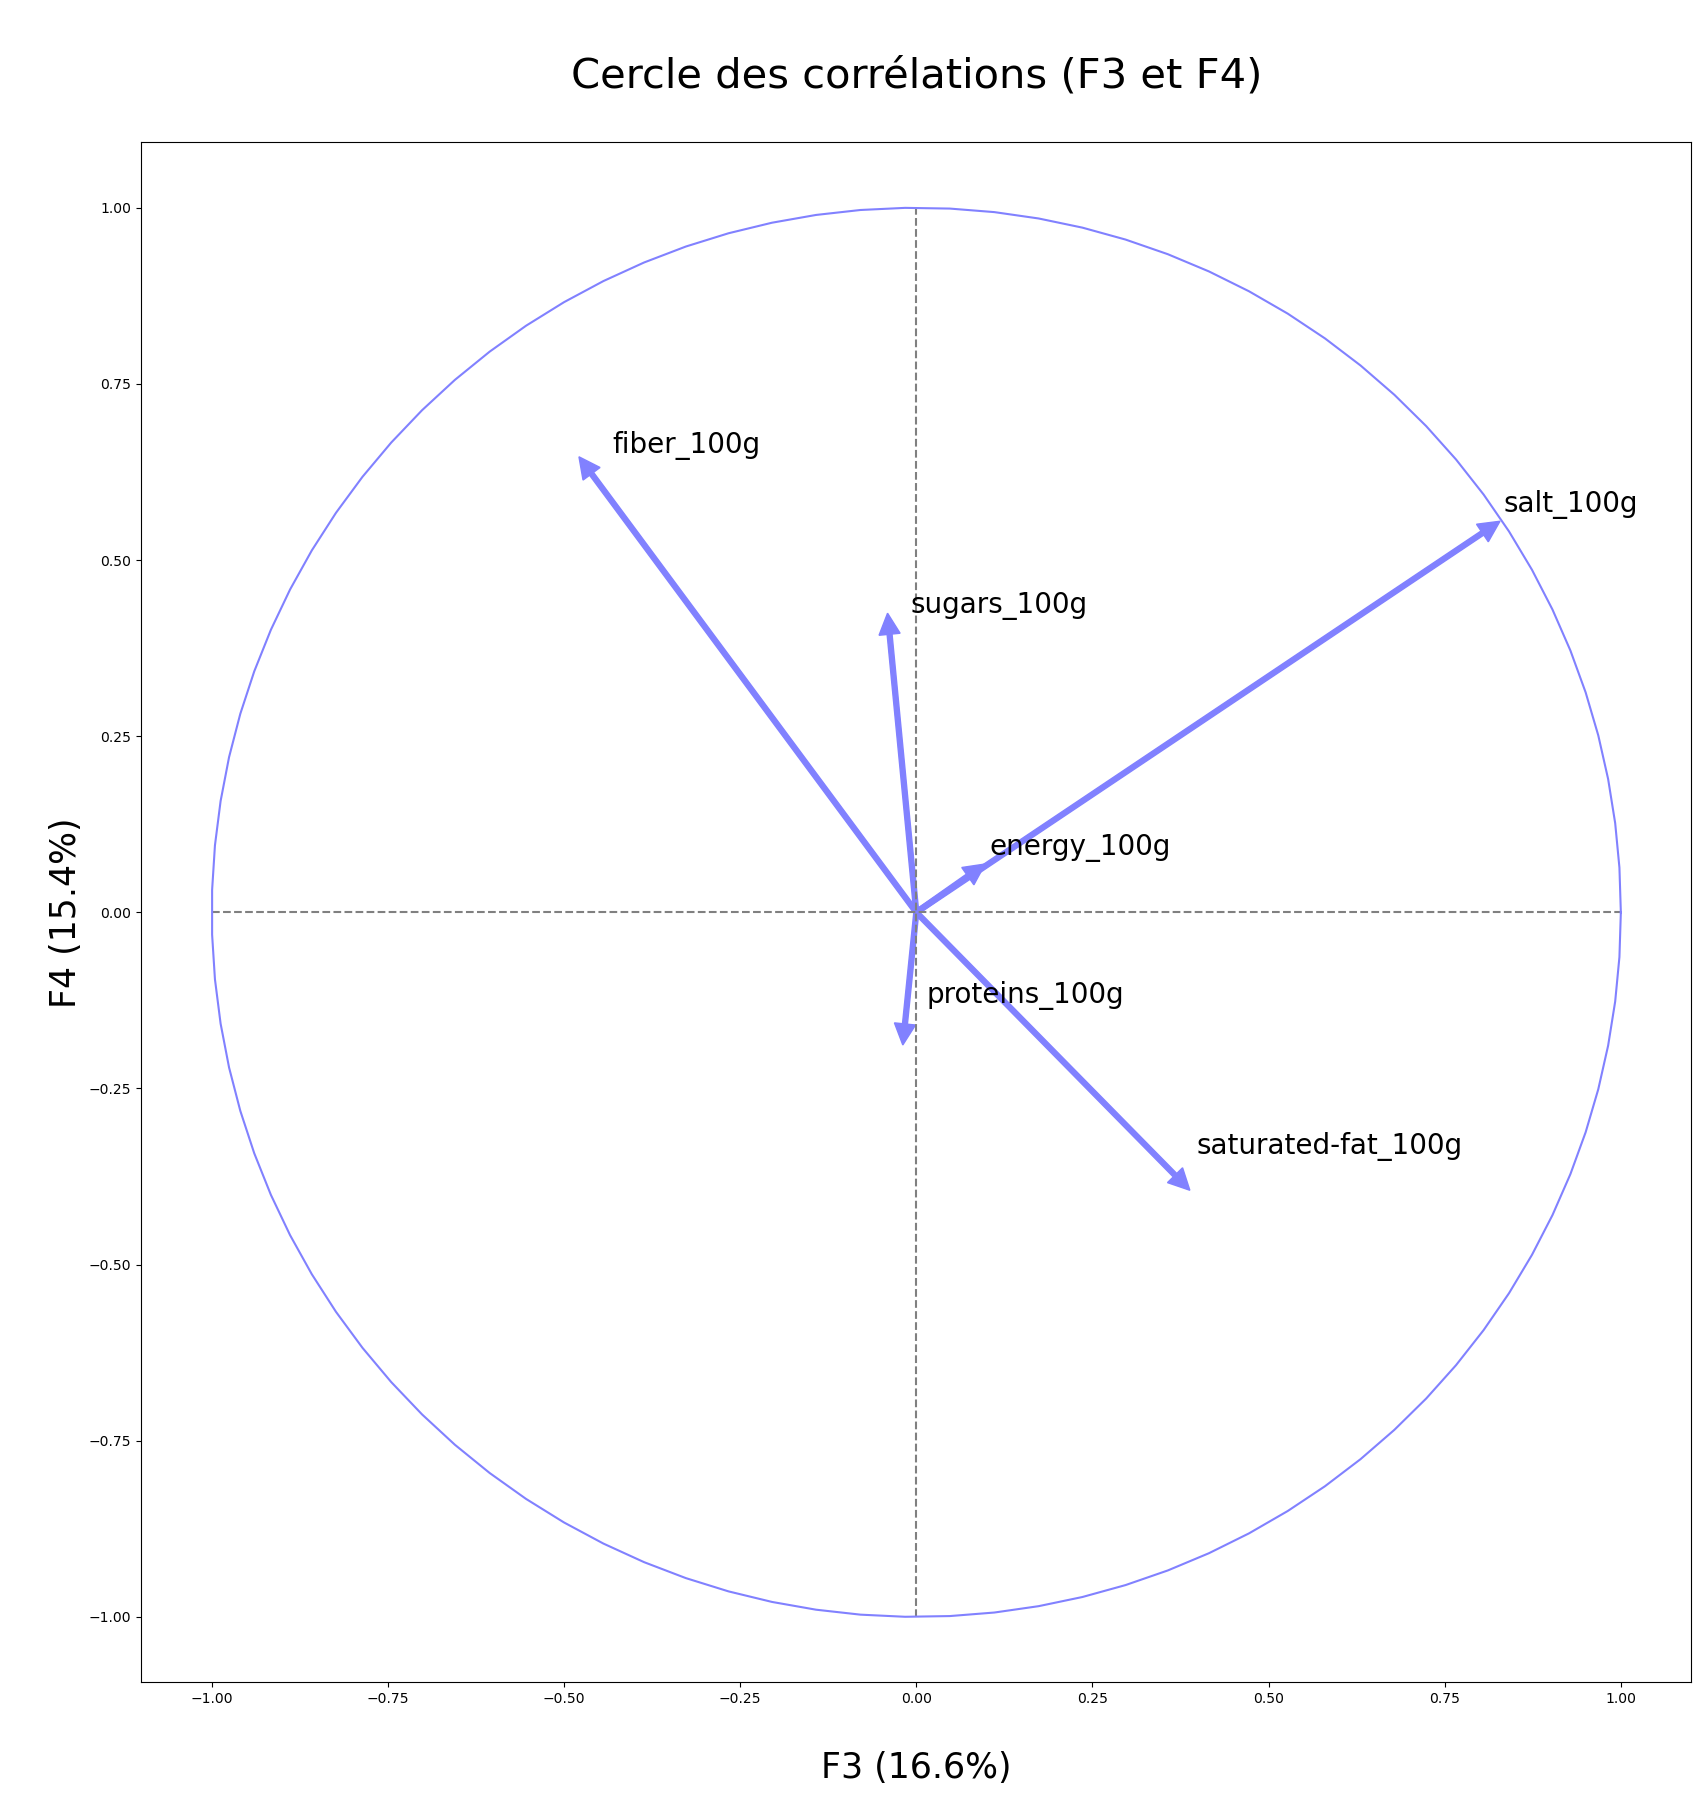 Cercle des corrélations (F3 et F4)
1.00
0.75
fiber_100g
salt_100g
0.50
sugars_100g
0.25
energy_100g
0.00
F4 (15.4%)
proteins_100g
−0.25
saturated-fat_100g
−0.50
−0.75
−1.00
−1.00 −0.75 −0.50 −0.25 0.00 0.25 0.50 0.75 1.00
F3 (16.6%)